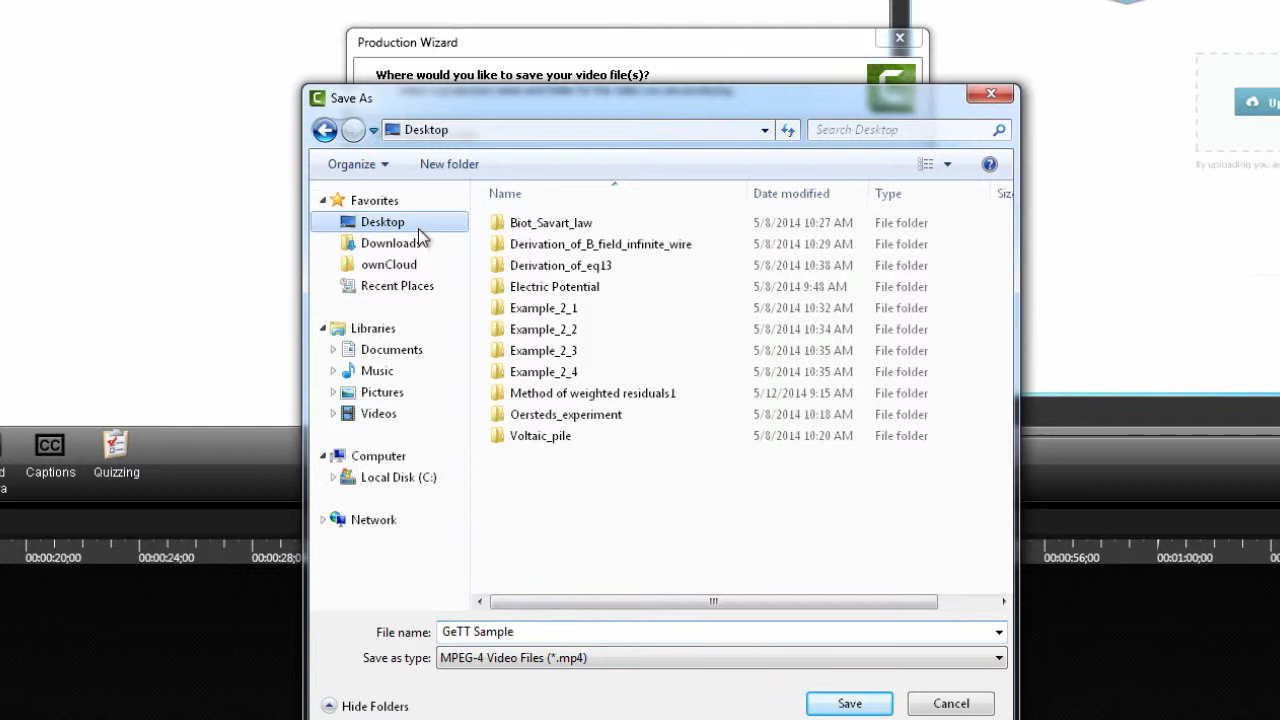 Production Wizard
Where would you like to save your video file(s)?
Save As
Desktop
Search Desktop
Organize
New folder
Name
Date modified
Type
Favorites
Desktop
Downloads
ownCloud
Recent Places
Libraries
Documents
Music
Pictures
Videos
Computer
Local Disk (C:)
Network
Biot_Savart_law 5/8/2014 10:27 AM File folder
Derivation_of_B_field_infinite_wire 5/8/2014 10:29 AM File folder
Derivation_of_eq13 5/8/2014 10:38 AM File folder
Electric Potential 5/8/2014 9:48 AM File folder
Example_2_1 5/8/2014 10:32 AM File folder
Example_2_2 5/8/2014 10:34 AM File folder
Example_2_3 5/8/2014 10:35 AM File folder
Example_2_4 5/8/2014 10:35 AM File folder
Method of weighted residuals1 5/12/2014 9:15 AM File folder
Oersteds_experiment 5/8/2014 10:18 AM File folder
Voltaic_pile 5/8/2014 10:20 AM File folder
File name: GeTT Sample
Save as type: MPEG-4 Video Files (*.mp4)
Hide Folders
Save
Cancel
By uploading you
Captions
Quizzing
00:00:20;00
00:00:24;00
00:00:28;0
00:00:56;00
00:01:00;00